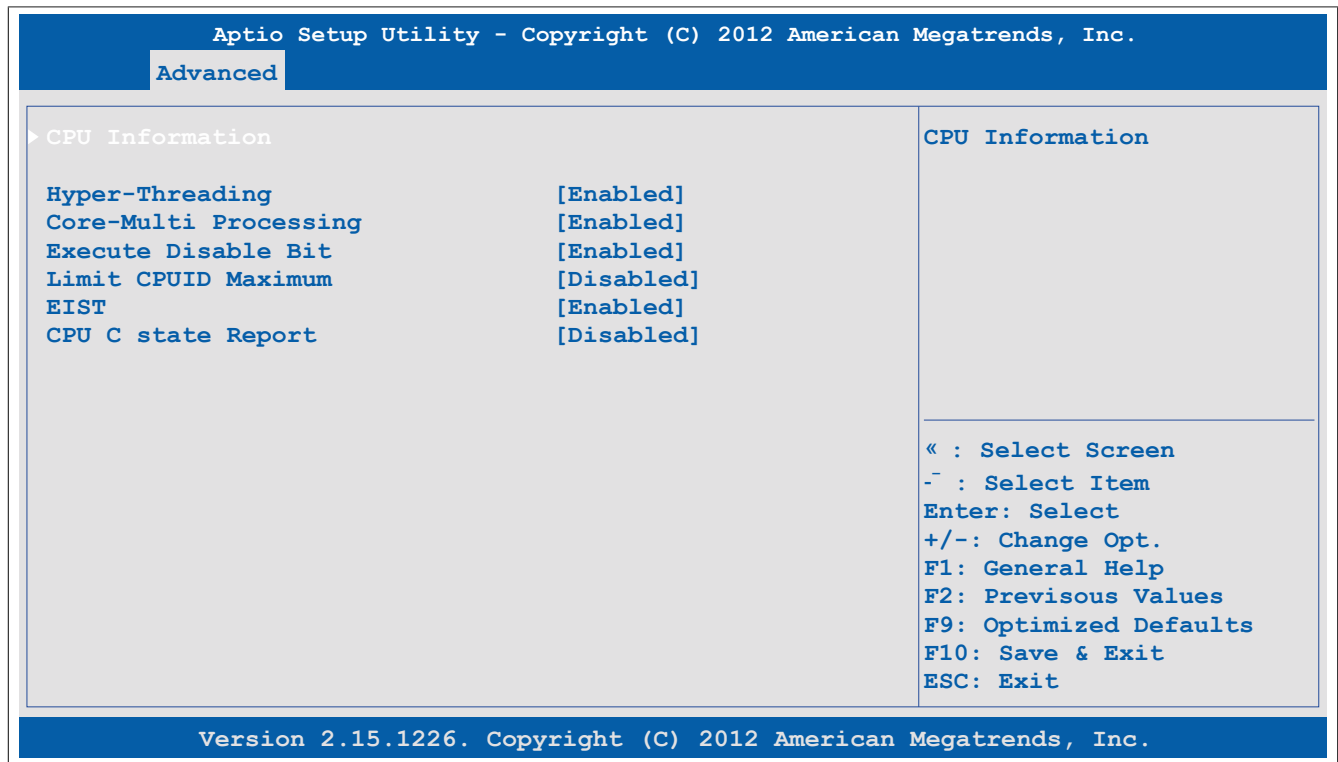 Aptio Setup Utility - Copyright (C) 2012 American Megatrends, Inc.
Advanced
CPU Information
Hyper-Threading [Enabled]
Core-Multi Processing [Enabled]
Execute Disable Bit [Enabled]
Limit CPUID Maximum [Disabled]
EIST [Enabled]
CPU C state Report [Disabled]
CPU Information
« : Select Screen
-¯ : Select Item
Enter: Select
+/-: Change Opt.
F1: General Help
F2: Previsous Values
F9: Optimized Defaults
F10: Save & Exit
ESC: Exit
Version 2.15.1226. Copyright (C) 2012 American Megatrends, Inc.